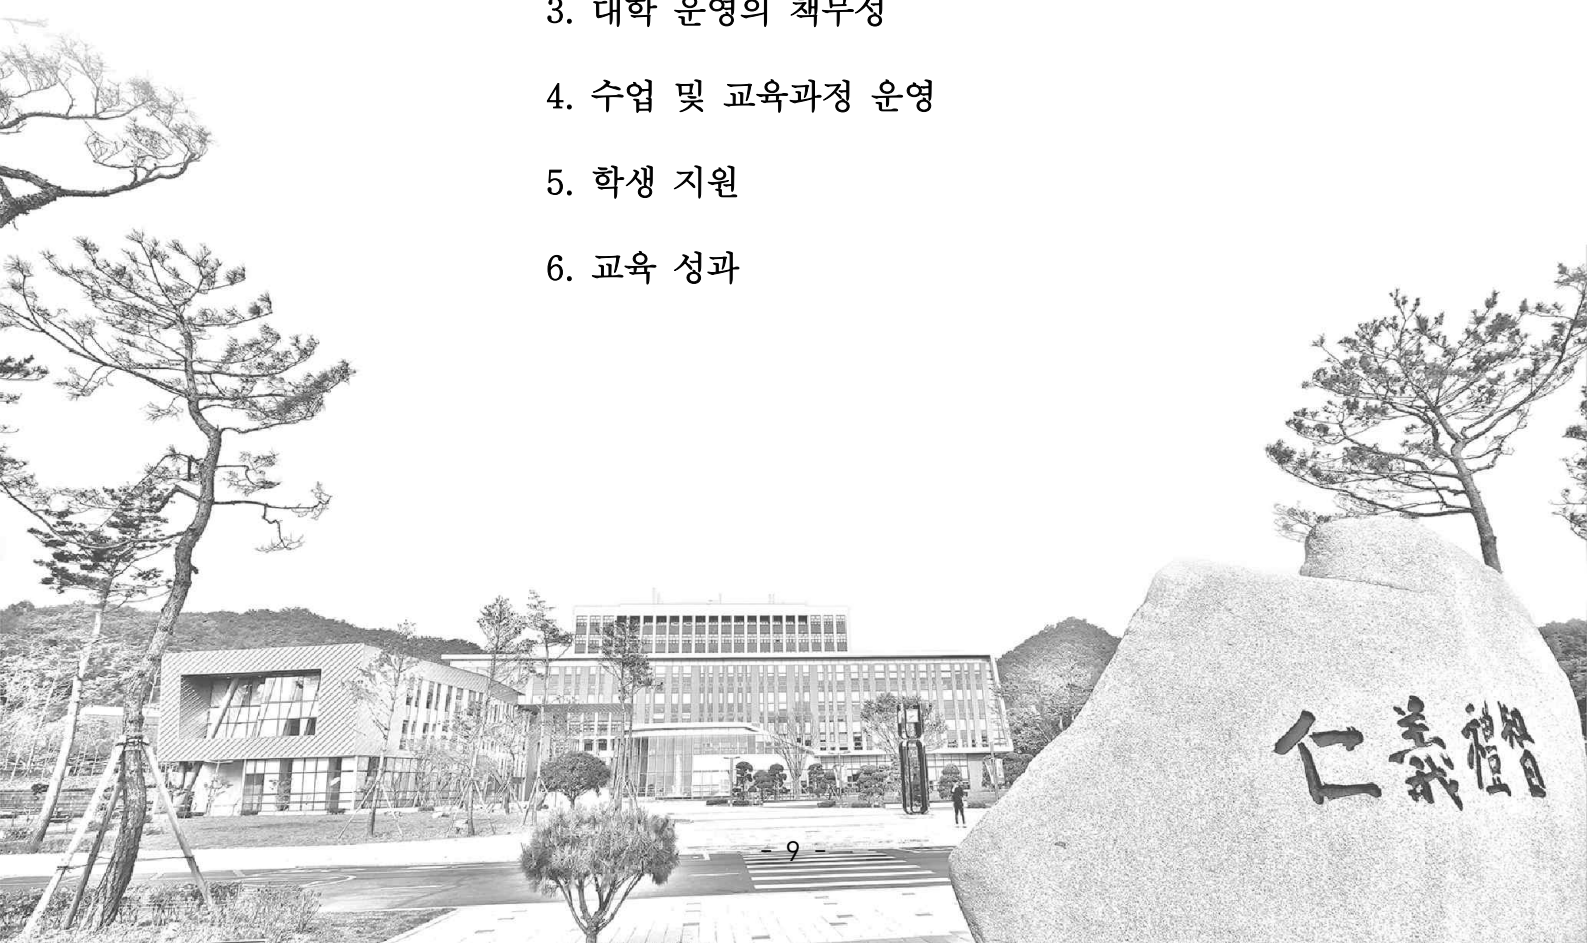 3. 대학 운영의 책무성
4. 수업 및 교육과정 운영
5. 학생 지원
6. 교육 성과
仁義禮智
- 9 -